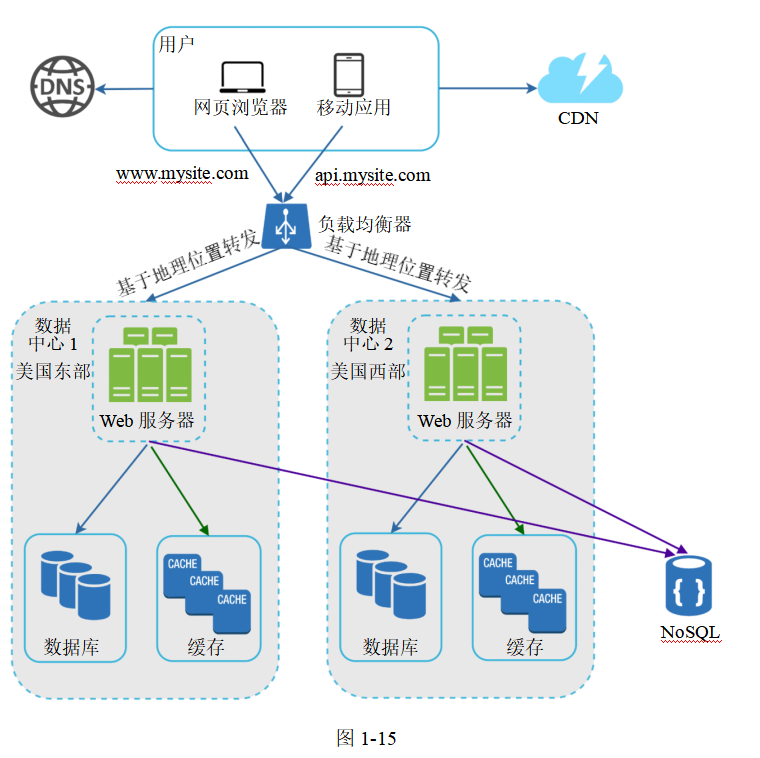 用户
DNS
网页浏览器
移动应用
CDN
www.mysite.com
api.mysite.com
负载均衡器
基于地理位置转发
基于地理位置转发
数据
中心 1
美国东部
Web 服务器
数据
中心 2
美国西部
Web 服务器
CACHE
CACHE
CACHE
数据库
缓存
CACHE
CACHE
CACHE
数据库
缓存
{ }
NoSQL
图 1-15